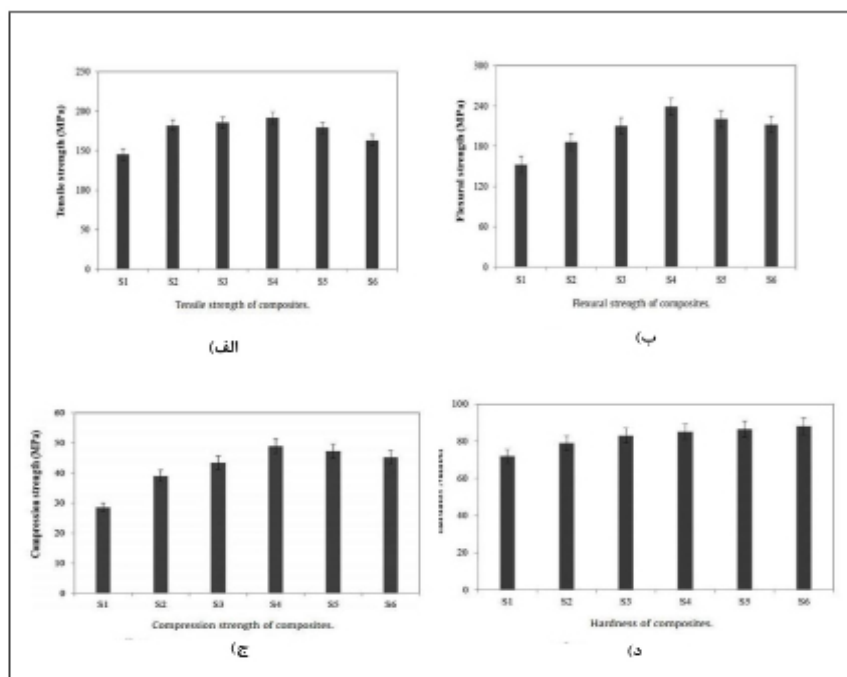 250
200
150
100
50
0
Tensile strength (MPa)
S1 S2 S3 S4 S5 S6
Tensile strength of composites.
الف)
300
240
180
120
60
0
Flexural strength (MPa)
S1 S2 S3 S4 S5 S6
Flexural strength of composites.
ب)
60
50
40
30
20
10
0
Compression strength (MPa)
S1 S2 S3 S4 S5 S6
Compression strength of composites.
ج)
100
80
60
40
20
0
S1 S2 S3 S4 S5 S6
Hardness of composites.
د)